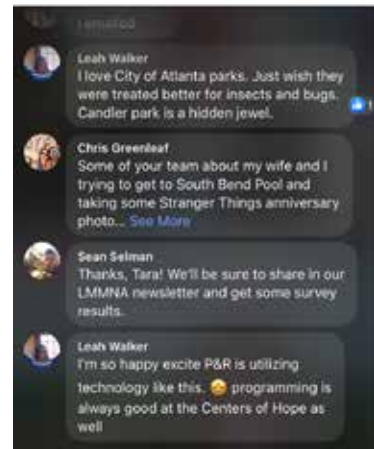 Leah Walker
I love City of Atlanta parks. Just wish they
were treated better for insects and bugs.
Candler park is a hidden jewel.
1
Chris Greenleaf
Some of your team about my wife and I
trying to get to South Bend Pool and
taking some Stranger Things anniversary
photo... See More
Sean Selman
Thanks, Tara! We'll be sure to share in our
LMMNA newsletter and get some survey
results.
Leah Walker
I'm so happy excite P&R is utilizing
technology like this. 🤩 programming is
always good at the Centers of Hope as
well